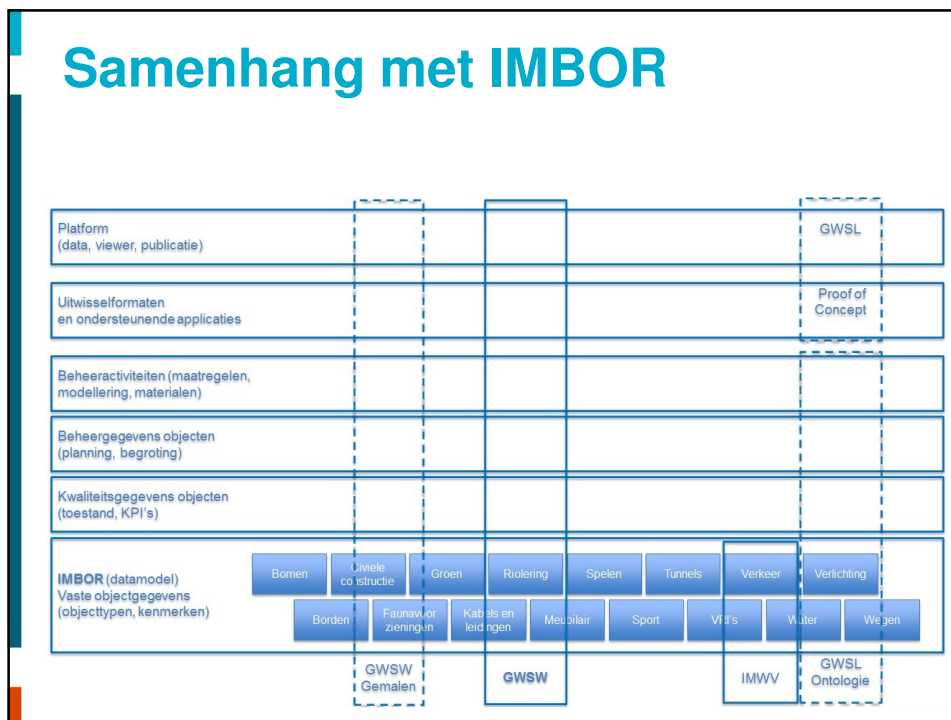 Samenhang met IMBOR
Platform
(data, viewer, publicatie)
GWSL
Uitwisselformaten
en ondersteunende applicaties
Proof of
Concept
Beheeractiviteiten (maatregelen,
modellering, materialen)
Beheergegevens objecten
(planning, begroting)
Kwaliteitsgegevens objecten
(toestand, KPI's)
IMBOR (datamodel)
Vaste objectgegevens
(objecttypen, kenmerken)
Bomen
Civiele
constructie
Groen
Riolering
Spelen
Tunnels
Verkeer
Verlichting
Borden
Faunavoor
zieningen
Kabels en
leidingen
Meubilair
Sport
VRI's
Water
Wegen
GWSW
Gemalen
GWSW
IMWV
GWSL
Ontologie